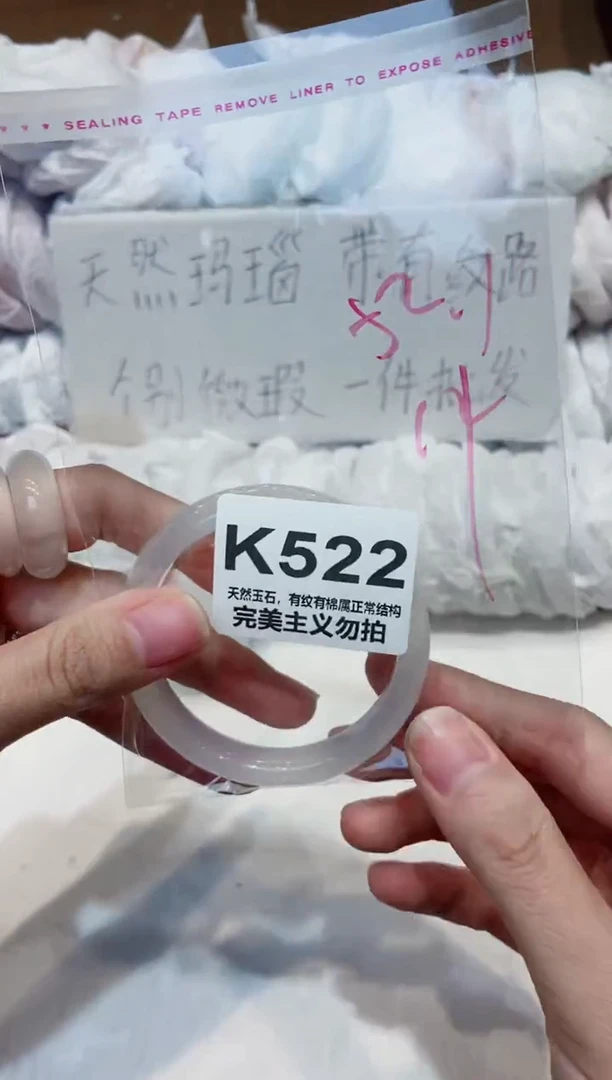 SEALING TAPE REMOVE LINER TO EXPOSE ADHESIVE
天然玛瑙 带有纹路
个别微瑕 一件批发
K522
天然玉石，有纹有棉属正常结构
完美主义勿拍